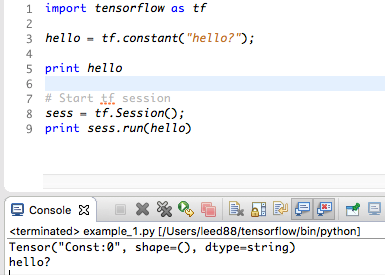 1 import tensorflow as tf
2
3 hello = tf.constant("hello?");
4
5 print hello
6
7 # Start tf session
8 sess = tf.Session();
9 print sess.run(hello)
Console
<terminated> example_1.py [/Users/leed88/tensorflow/bin/python]
Tensor("Const:0", shape=(), dtype=string)
hello?